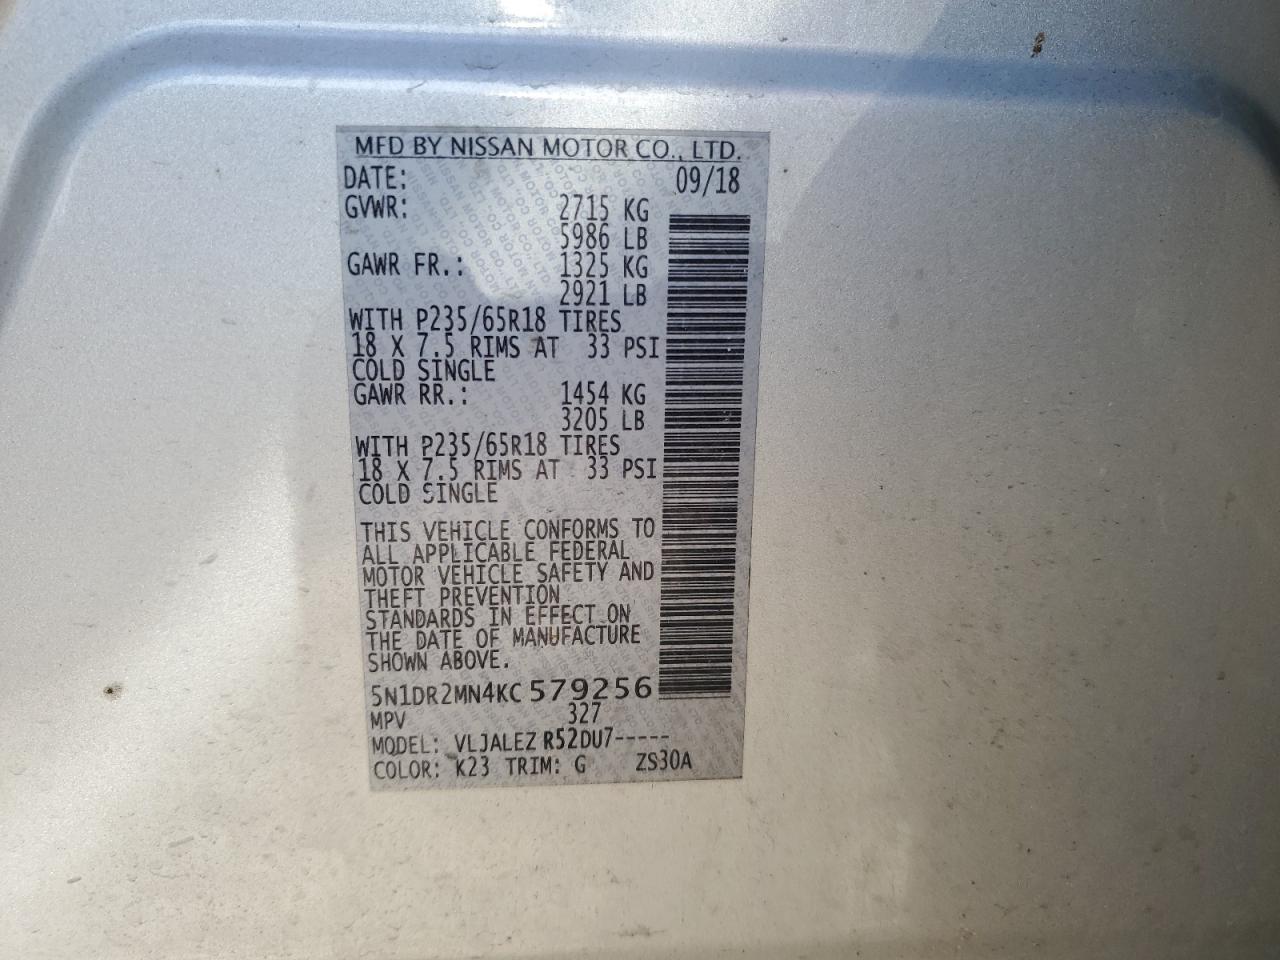 MFD BY NISSAN MOTOR CO., LTD.
DATE: 09/18
GVWR: 2715 KG
5986 LB
GAWR FR.: 1325 KG
2921 LB
WITH P235/65R18 TIRES
18 X 7.5 RIMS AT 33 PSI
COLD SINGLE
GAWR RR.: 1454 KG
3205 LB
WITH P235/65R18 TIRES
18 X 7.5 RIMS AT 33 PSI
COLD SINGLE
THIS VEHICLE CONFORMS TO
ALL APPLICABLE FEDERAL
MOTOR VEHICLE SAFETY AND
THEFT PREVENTION
STANDARDS IN EFFECT ON
THE DATE OF MANUFACTURE
SHOWN ABOVE.
5N1DR2MN4KC579256
MPV 327
MODEL: VLJALEZ R52DU7-----
COLOR: K23 TRIM: G ZS30A